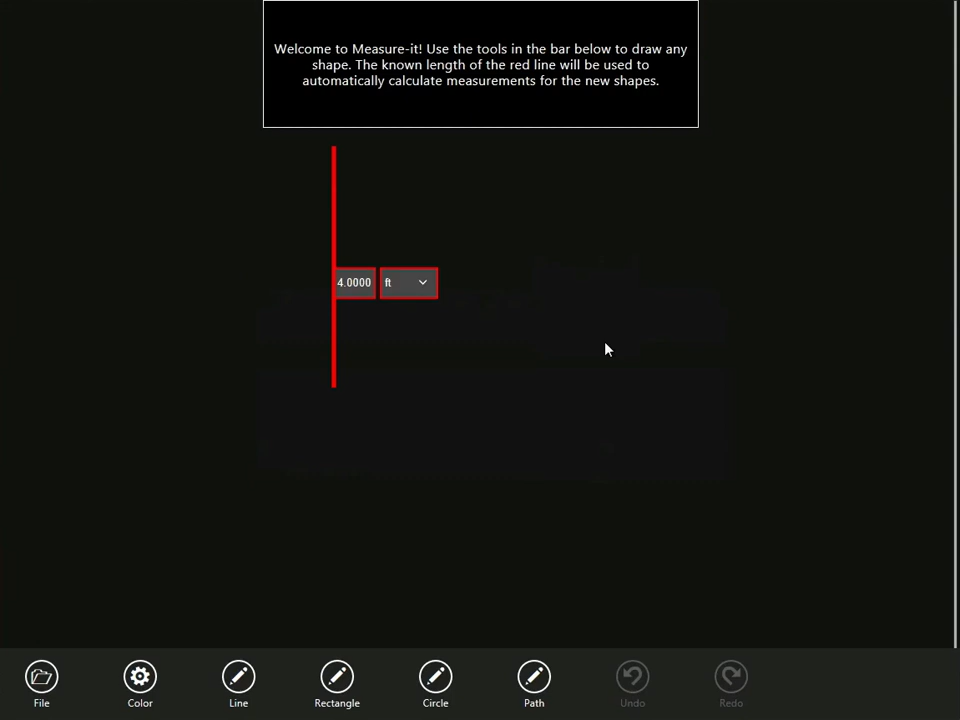 Welcome to Measure-it! Use the tools in the bar below to draw any
shape. The known length of the red line will be used to
automatically calculate measurements for the new shapes.
4.0000 ft
File Color Line Rectangle Circle Path Undo Redo